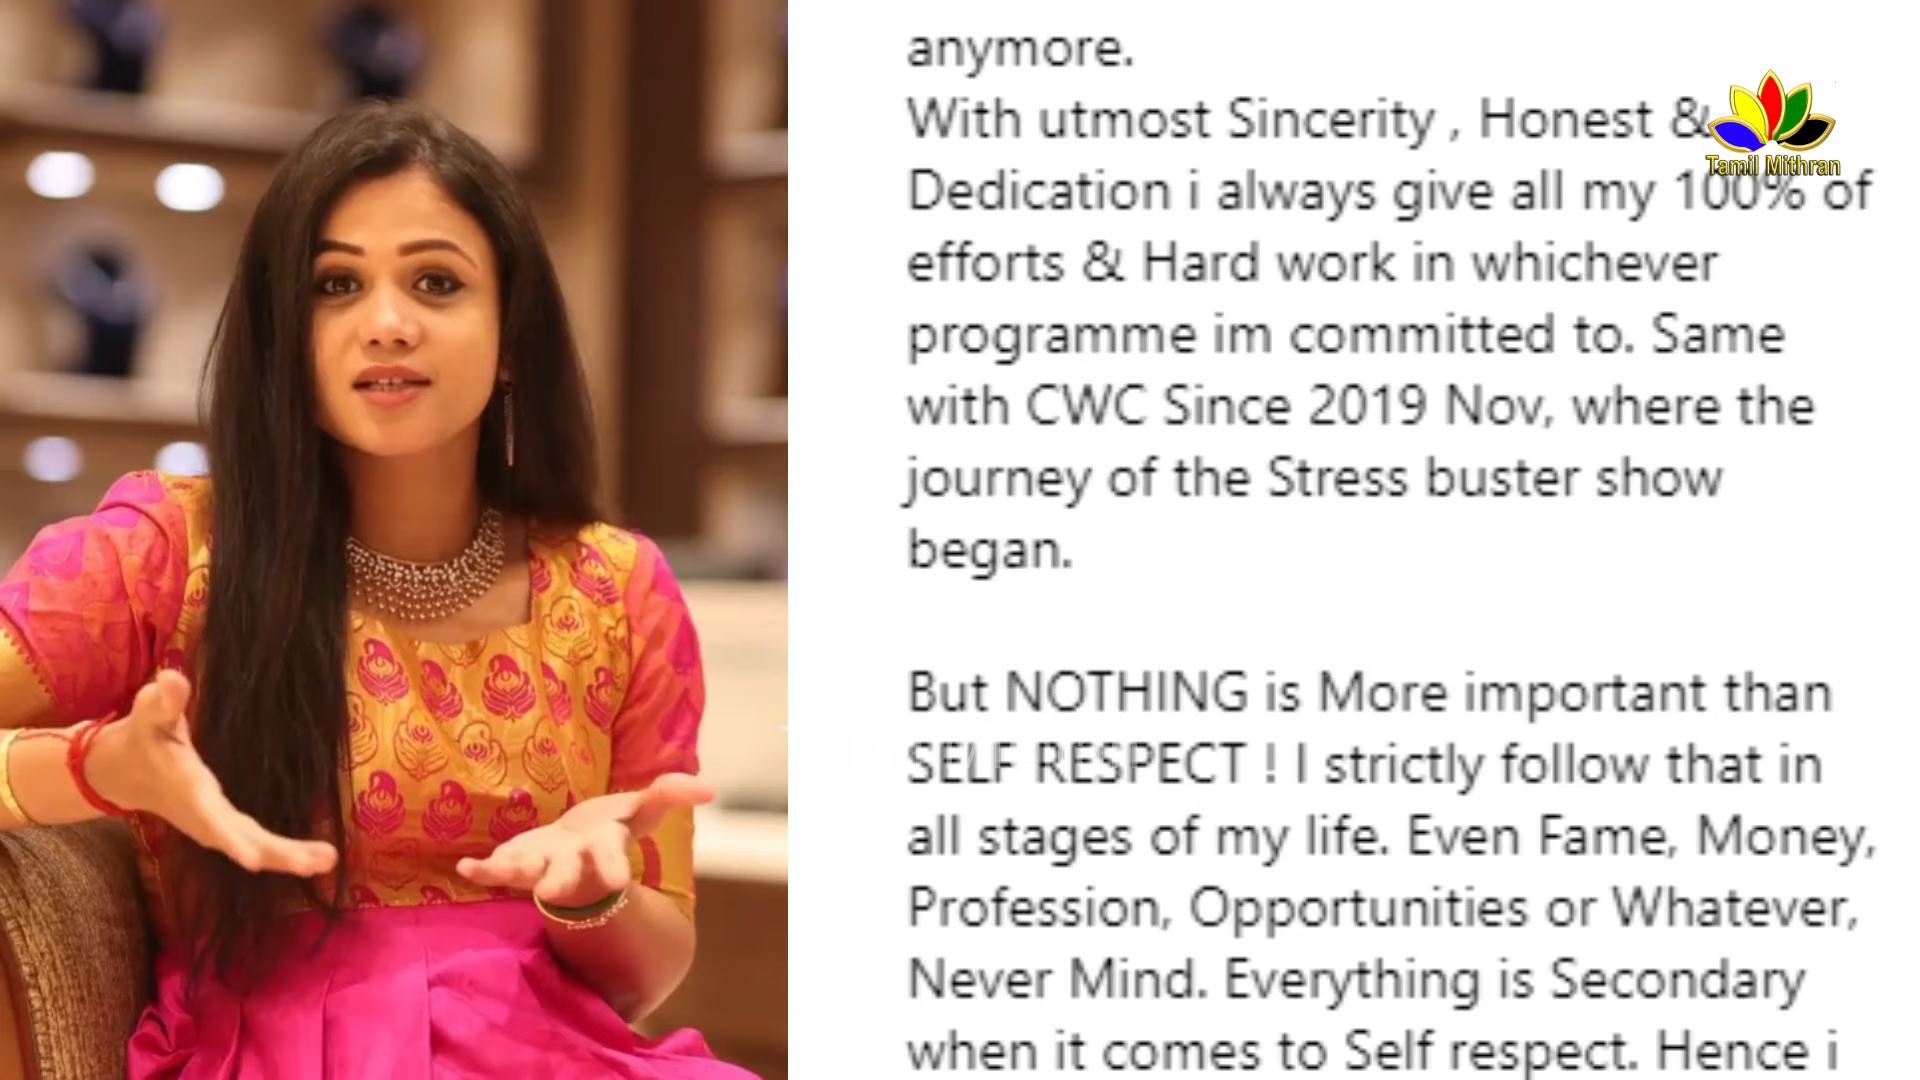 anymore.
With utmost Sincerity , Honest &
Dedication i always give all my 100% of
efforts & Hard work in whichever
programme im committed to. Same
with CWC Since 2019 Nov, where the
journey of the Stress buster show
began.
But NOTHING is More important than
SELF RESPECT ! I strictly follow that in
all stages of my life. Even Fame, Money,
Profession, Opportunities or Whatever,
Never Mind. Everything is Secondary
when it comes to Self respect. Hence i
Tamil Mithran